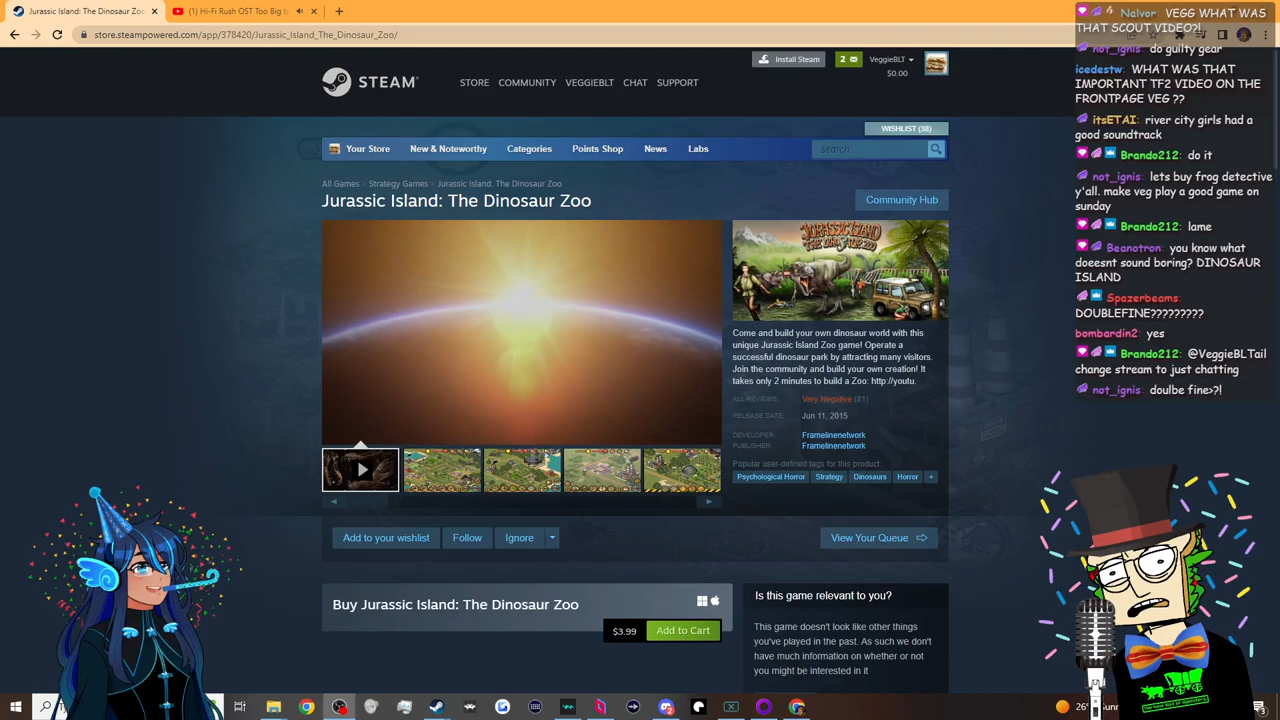 Jurassic Island: The Dinosaur Zoo
(1) Hi-Fi Rush OST Too Big t
store.steampowered.com/app/378420/Jurassic_Island_The_Dinosaur_Zoo/
STEAM
STORE COMMUNITY VEGGIEBLT CHAT SUPPORT
Install Steam
2
VeggieBLT
$0.00
WISHLIST (38)
Your Store New & Noteworthy Categories Points Shop News Labs
search
All Games > Strategy Games > Jurassic Island: The Dinosaur Zoo
Jurassic Island: The Dinosaur Zoo
Community Hub
JURASSIC ISLAND
THE DINOSAUR ZOO
Come and build your own dinosaur world with this
unique Jurassic Island Zoo game! Operate a
successful dinosaur park by attracting many visitors.
Join the community and build your own creation! It
takes only 2 minutes to build a Zoo: http://youtu.
ALL REVIEWS: Very Negative (81)
RELEASE DATE: Jun 11, 2015
DEVELOPER: Framelinenetwork
PUBLISHER: Framelinenetwork
Popular user-defined tags for this product:
Psychological Horror Strategy Dinosaurs Horror +
Add to your wishlist Follow Ignore
View Your Queue
Buy Jurassic Island: The Dinosaur Zoo
$3.99 Add to Cart
Is this game relevant to you?
This game doesn't look like other things
you've played in the past. As such we don't
have much information on whether or not
you might be interested in it
Nalvor: VEGG WHAT WAS
THAT SCOUT VIDEO?!
not_ignis: do guilty gear
icedestw: WHAT WAS THAT
IMPORTANT TF2 VIDEO ON THE
FRONTPAGE VEG ??
itsETAI: river city girls had a
good soundtrack
Brando212: do it
not_ignis: lets buy frog detective
y'all. make veg play a good game on
sunday
Brando212: lame
Beanotron: you know what
doeesnt sound boring? DINOSAUR
ISLAND
Spazerbeams:
DOUBLEFINE?????????
bombardin2: yes
Brando212: @VeggieBLTail
change stream to just chatting
not_ignis: doulbe fine>?!
26°